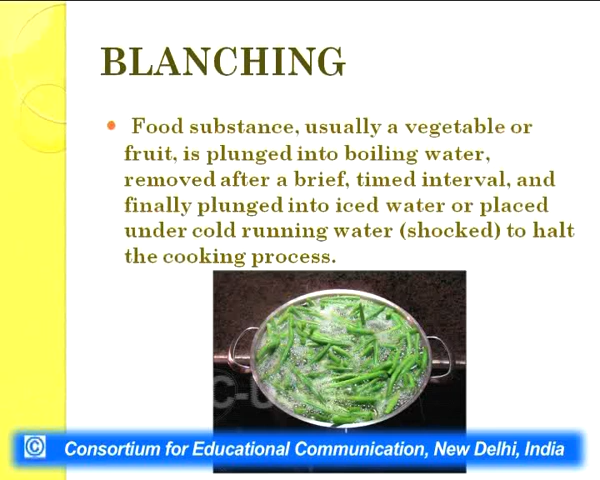 BLANCHING
Food substance, usually a vegetable or
fruit, is plunged into boiling water,
removed after a brief, timed interval, and
finally plunged into iced water or placed
under cold running water (shocked) to halt
the cooking process.
© Consortium for Educational Communication, New Delhi, India